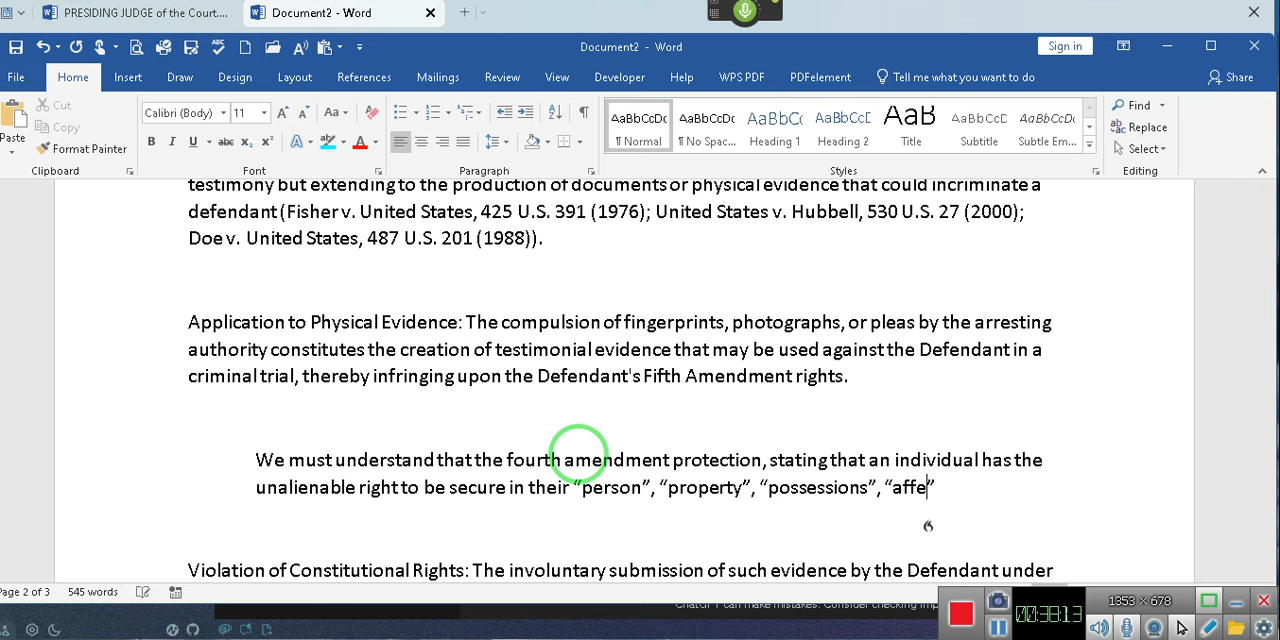 PRESIDING JUDGE of the Court....
Document2 - Word
Document2 - Word
Sign in
File Home Insert Draw Design Layout References Mailings Review View Developer Help WPS PDF PDFelement Tell me what you want to do Share
Paste
Cut
Copy
Format Painter
Clipboard
Calibri (Body) 11
B I U abc x₂ x²
Font
Paragraph
AaBbCcDc AaBbCcDc AaBbCc AaBbCcD AaB AaBbCcD AaBbCcDc
¶ Normal ¶ No Spac... Heading 1 Heading 2 Title Subtitle Subtle Em...
Styles
Find
Replace
Select
Editing
testimony but extending to the production of documents or physical evidence that could incriminate a
defendant (Fisher v. United States, 425 U.S. 391 (1976); United States v. Hubbell, 530 U.S. 27 (2000);
Doe v. United States, 487 U.S. 201 (1988)).
Application to Physical Evidence: The compulsion of fingerprints, photographs, or pleas by the arresting
authority constitutes the creation of testimonial evidence that may be used against the Defendant in a
criminal trial, thereby infringing upon the Defendant's Fifth Amendment rights.
We must understand that the fourth amendment protection, stating that an individual has the
unalienable right to be secure in their “person”, “property”, “possessions”, “affe”
Violation of Constitutional Rights: The involuntary submission of such evidence by the Defendant under
Page 2 of 3 545 words
ChatGPT can make mistakes. Consider checking imp
00:38:13
1353 × 678